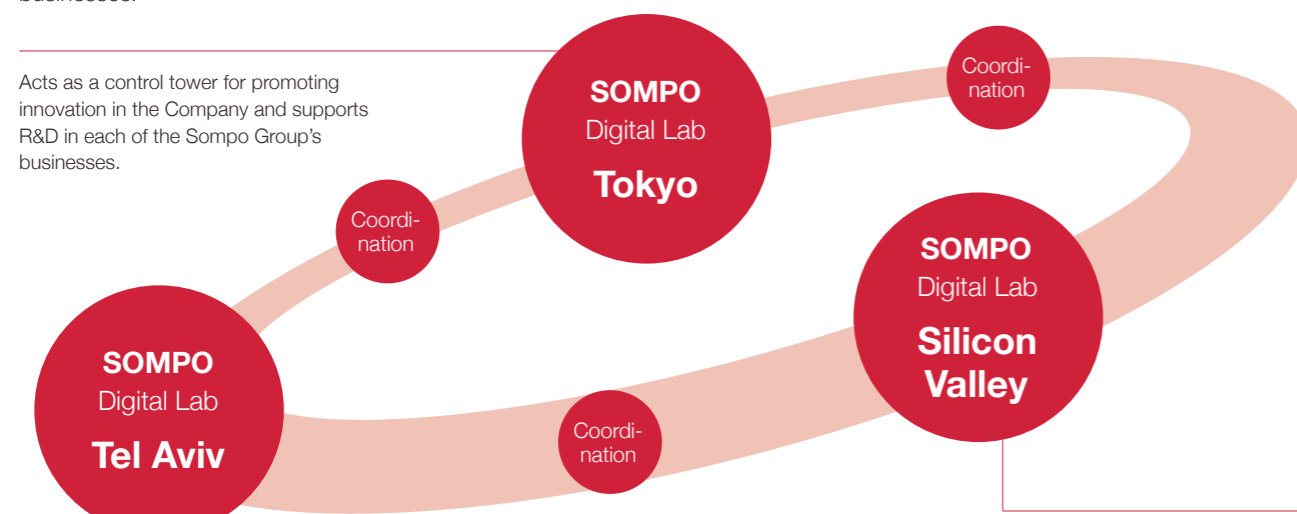 businesses.
Acts as a control tower for promoting
innovation in the Company and supports
R&D in each of the Sompo Group's
businesses.
SOMPO
Digital Lab
Tokyo
Coordi-
nation
Coordi-
nation
SOMPO
Digital Lab
Silicon
Valley
SOMPO
Digital Lab
Tel Aviv
Coordi-
nation